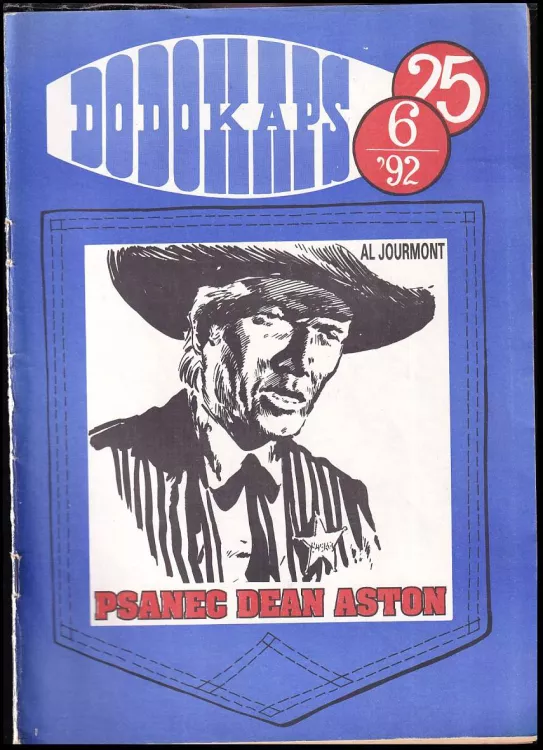 DODOKAPS
25
6
'92
AL JOURMONT
PSANEC DEAN ASTON